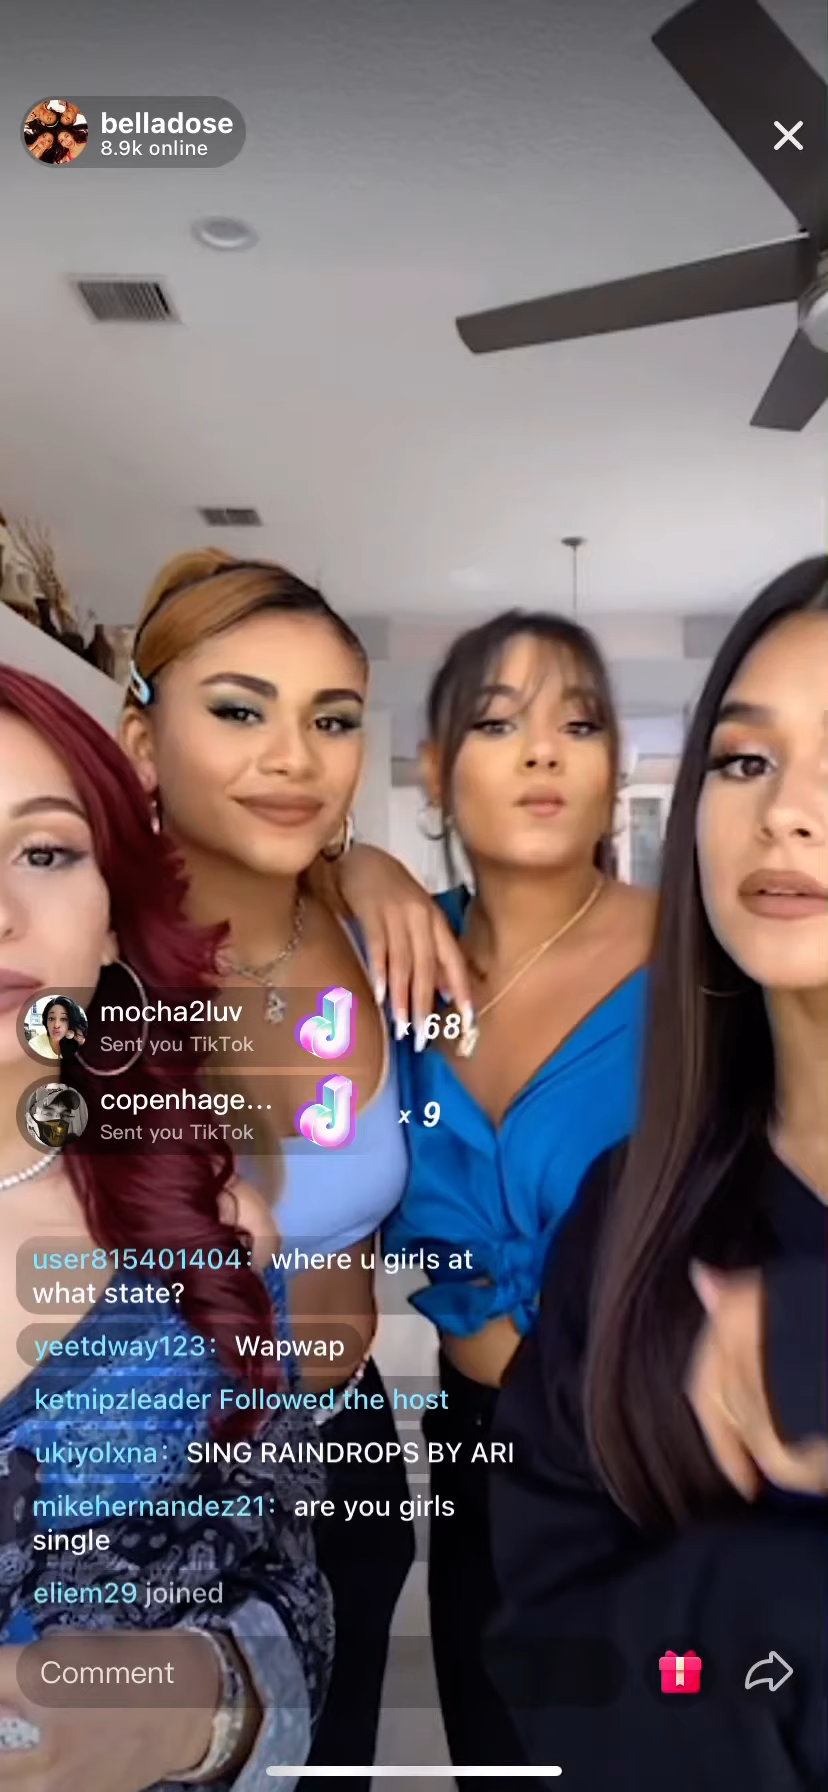 belladose
8.9k online
mocha2luv
Sent you TikTok
x 68
copenhage...
Sent you TikTok
x 9
user815401404: where u girls at
what state?
yeetdway123: Wapwap
ketnipzleader Followed the host
ukiyolxna: SING RAINDROPS BY ARI
mikehernandez21: are you girls
single
eliem29 joined
Comment